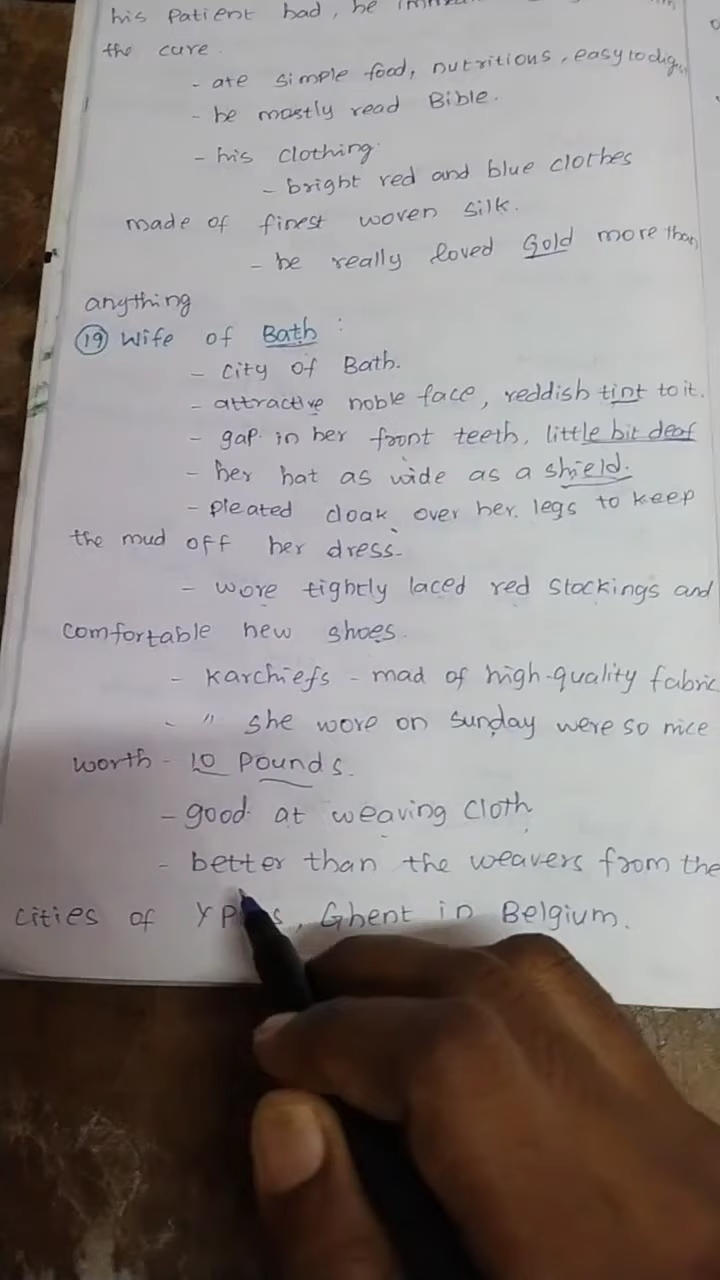 his patient had, he
the cure.
- ate simple food, nutritious, easy to
- he mostly read Bible.
- his clothing
- bright red and blue clothes
made of finest woven silk.
- he really loved Gold more than
anything
19 Wife of Bath :
- City of Bath.
- attractive noble face, reddish tint to it.
- gap in her front teeth, little bit deaf
- her hat as wide as a shield.
- pleated cloak over her legs to keep
the mud off her dress.
- wore tightly laced red stockings and
comfortable new shoes.
- Karchiefs - mad of high-quality fabric
- " she wore on Sunday were so nice
worth - 10 Pounds.
- good at weaving cloth
- better than the weavers from the
cities of , Ghent in Belgium.